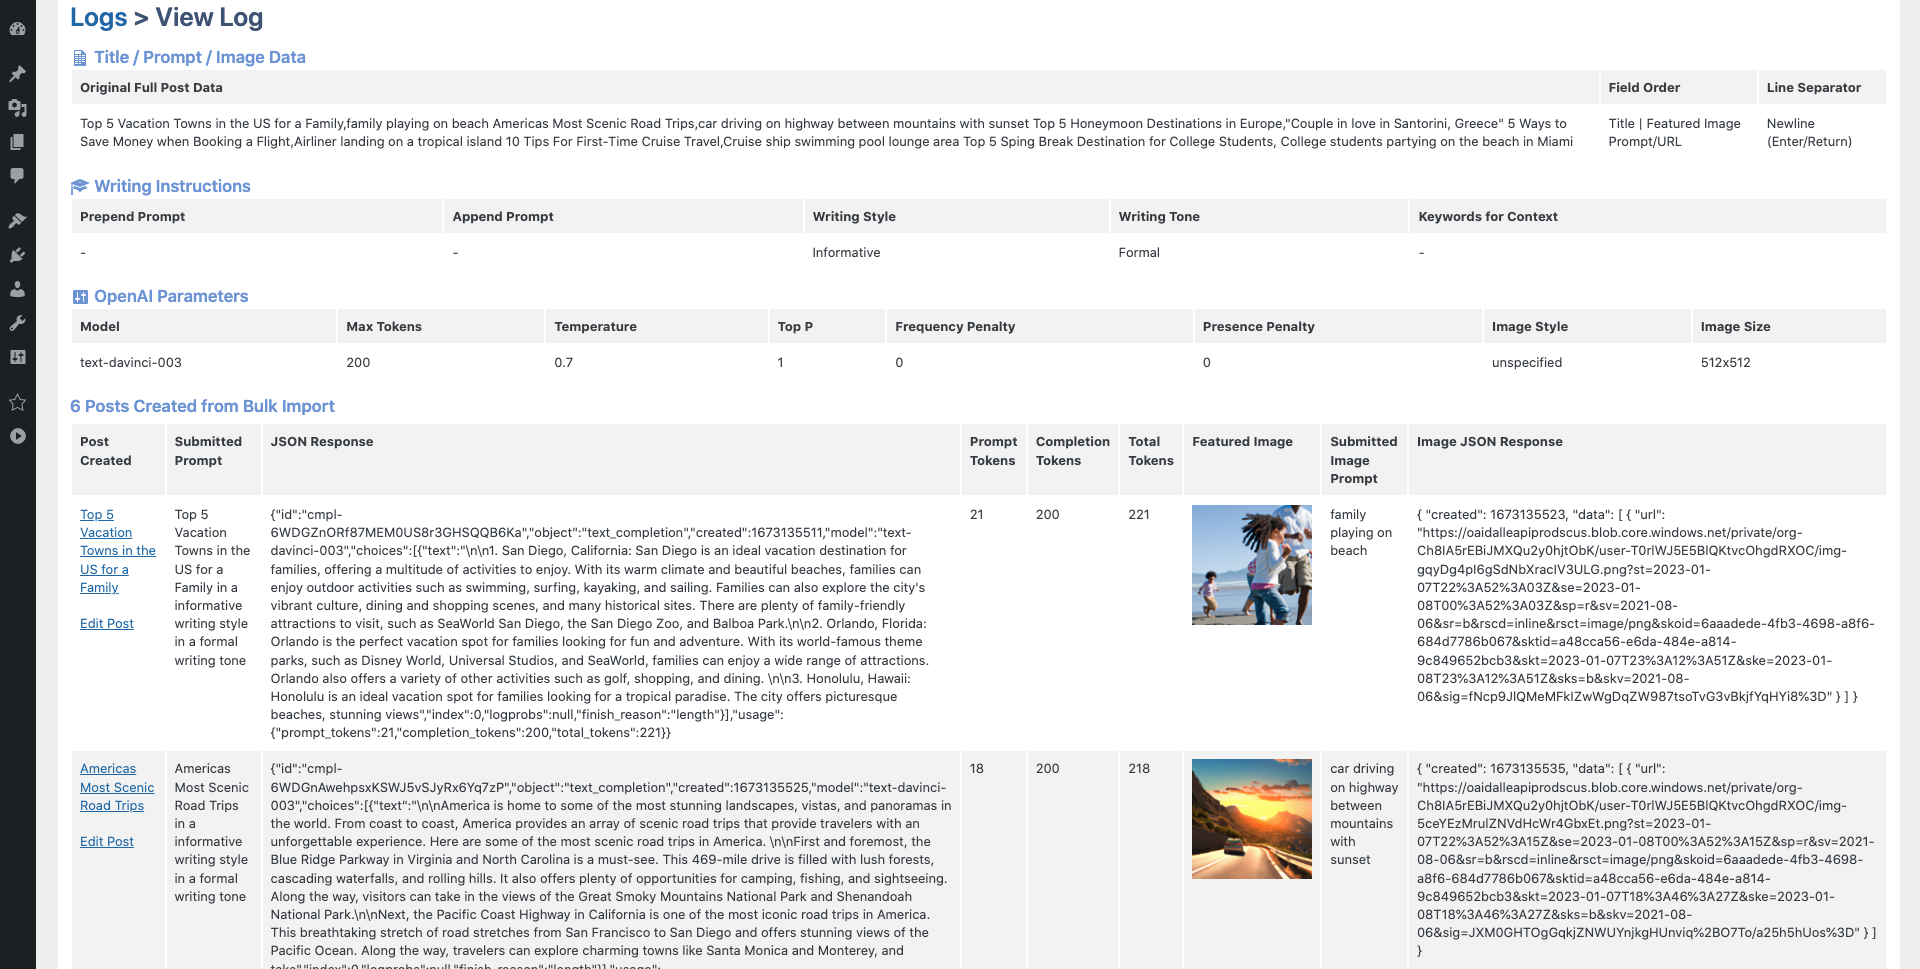 Logs > View Log
Title / Prompt / Image Data
Original Full Post Data
Field Order
Line Separator
Top 5 Vacation Towns in the US for a Family,family playing on beach Americas Most Scenic Road Trips,car driving on highway between mountains with sunset Top 5 Honeymoon Destinations in Europe,"Couple in love in Santorini, Greece" 5 Ways to
Save Money when Booking a Flight,Airliner landing on a tropical island 10 Tips For First-Time Cruise Travel,Cruise ship swimming pool lounge area Top 5 Sping Break Destination for College Students, College students partying on the beach in Miami
Title | Featured Image
Prompt/URL
Newline
(Enter/Return)
Writing Instructions
Prepend Prompt
Append Prompt
Writing Style
Writing Tone
Keywords for Context
-
-
Informative
Formal
-
OpenAI Parameters
Model
Max Tokens
Temperature
Top P
Frequency Penalty
Presence Penalty
Image Style
Image Size
text-davinci-003
200
0.7
1
0
0
unspecified
512x512
6 Posts Created from Bulk Import
Post
Created
Submitted
Prompt
JSON Response
Prompt
Tokens
Completion
Tokens
Total
Tokens
Featured Image
Submitted
Image
Prompt
Image JSON Response
Top 5
Vacation
Towns in the
US for a
Family
Edit Post
Top 5
Vacation
Towns in the
US for a
Family in a
informative
writing style
in a formal
writing tone
{"id":"cmpl-
6WDGZnORf87MEM0US8r3GHSQQB6Ka","object":"text_completion","created":1673135511,"model":"text-
davinci-003","choices":[{"text":"\n\n1. San Diego, California: San Diego is an ideal vacation destination for
families, offering a multitude of activities to enjoy. With its warm climate and beautiful beaches, families can
enjoy outdoor activities such as swimming, surfing, kayaking, and sailing. Families can also explore the city's
vibrant culture, dining and shopping scenes, and many historical sites. There are plenty of family-friendly
attractions to visit, such as SeaWorld San Diego, the San Diego Zoo, and Balboa Park.\n\n2. Orlando, Florida:
Orlando is the perfect vacation spot for families looking for fun and adventure. With its world-famous theme
parks, such as Disney World, Universal Studios, and SeaWorld, families can enjoy a wide range of attractions.
Orlando also offers a variety of other activities such as golf, shopping, and dining. \n\n3. Honolulu, Hawaii:
Honolulu is an ideal vacation spot for families looking for a tropical paradise. The city offers picturesque
beaches, stunning views","index":0,"logprobs":null,"finish_reason":"length"}],"usage":
{"prompt_tokens":21,"completion_tokens":200,"total_tokens":221}}
21
200
221
family
playing on
beach
{ "created": 1673135523, "data": [ { "url":
"https://oaidalleapiprodscus.blob.core.windows.net/private/org-
Ch8IA5rEBiJMXQu2y0hjtObK/user-T0rlWJ5E5BIQKtvcOhgdRXOC/img-
gqyDg4pI6gSdNbXracIV3ULG.png?st=2023-01-
07T22%3A52%3A03Z&se=2023-01-
08T00%3A52%3A03Z&sp=r&sv=2021-08-
06&sr=b&rscd=inline&rsct=image/png&skoid=6aaadede-4fb3-4698-a8f6-
684d7786b067&sktid=a48cca56-e6da-484e-a814-
9c849652bcb3&skt=2023-01-07T23%3A12%3A51Z&ske=2023-01-
08T23%3A12%3A51Z&sks=b&skv=2021-08-
06&sig=fNcp9JlQMeMFkIZwWgDqZW987tsoTvG3vBkjfYqHYi8%3D" } ] }
Americas
Most Scenic
Road Trips
Edit Post
Americas
Most Scenic
Road Trips
in a
informative
writing style
in a formal
writing tone
{"id":"cmpl-
6WDGnAwehpsxKSWJ5vSJyRx6Yq7zP","object":"text_completion","created":1673135525,"model":"text-davinci-
003","choices":[{"text":"\n\nAmerica is home to some of the most stunning landscapes, vistas, and panoramas in
the world. From coast to coast, America provides an array of scenic road trips that provide travelers with an
unforgettable experience. Here are some of the most scenic road trips in America. \n\nFirst and foremost, the
Blue Ridge Parkway in Virginia and North Carolina is a must-see. This 469-mile drive is filled with lush forests,
cascading waterfalls, and rolling hills. It also offers plenty of opportunities for camping, fishing, and sightseeing.
Along the way, visitors can take in the views of the Great Smoky Mountains National Park and Shenandoah
National Park.\n\nNext, the Pacific Coast Highway in California is one of the most iconic road trips in America.
This breathtaking stretch of road stretches from San Francisco to San Diego and offers stunning views of the
Pacific Ocean. Along the way, travelers can explore charming towns like Santa Monica and Monterey, and
take","index":0,"logprobs":null,"finish_reason":"length"}],"usage":
18
200
218
car driving
on highway
between
mountains
with
sunset
{ "created": 1673135535, "data": [ { "url":
"https://oaidalleapiprodscus.blob.core.windows.net/private/org-
Ch8IA5rEBiJMXQu2y0hjtObK/user-T0rlWJ5E5BIQKtvcOhgdRXOC/img-
5ceYEzMrulZNVdHcWr4GbxEt.png?st=2023-01-
07T22%3A52%3A15Z&se=2023-01-08T00%3A52%3A15Z&sp=r&sv=2021-
08-06&sr=b&rscd=inline&rsct=image/png&skoid=6aaadede-4fb3-4698-
a8f6-684d7786b067&sktid=a48cca56-e6da-484e-a814-
9c849652bcb3&skt=2023-01-07T18%3A46%3A27Z&ske=2023-01-
08T18%3A46%3A27Z&sks=b&skv=2021-08-
06&sig=JXM0GHTOgGqkjZNWUYnjkgHUnviq%2BO7To/a25h5hUos%3D" } ]
}